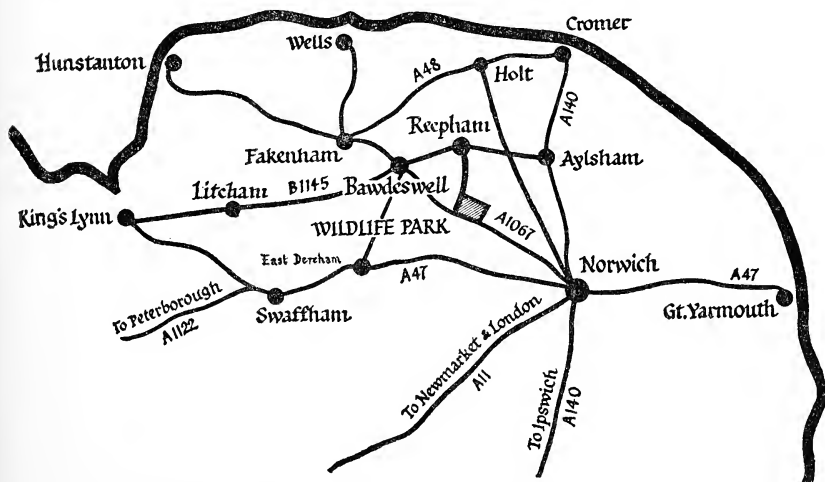 Cromer
Wells
Hunstanton
A48
Holt
A140
Reepham
Fakenham
Aylsham
Litcham
B1145
Bawdeswell
King's Lynn
WILDLIFE PARK
A1067
East Dereham
A47
Norwich
A47
To Peterborough
A1122
Swaffham
Gt. Yarmouth
To Newmarket & London
A11
To Ipswich
A140